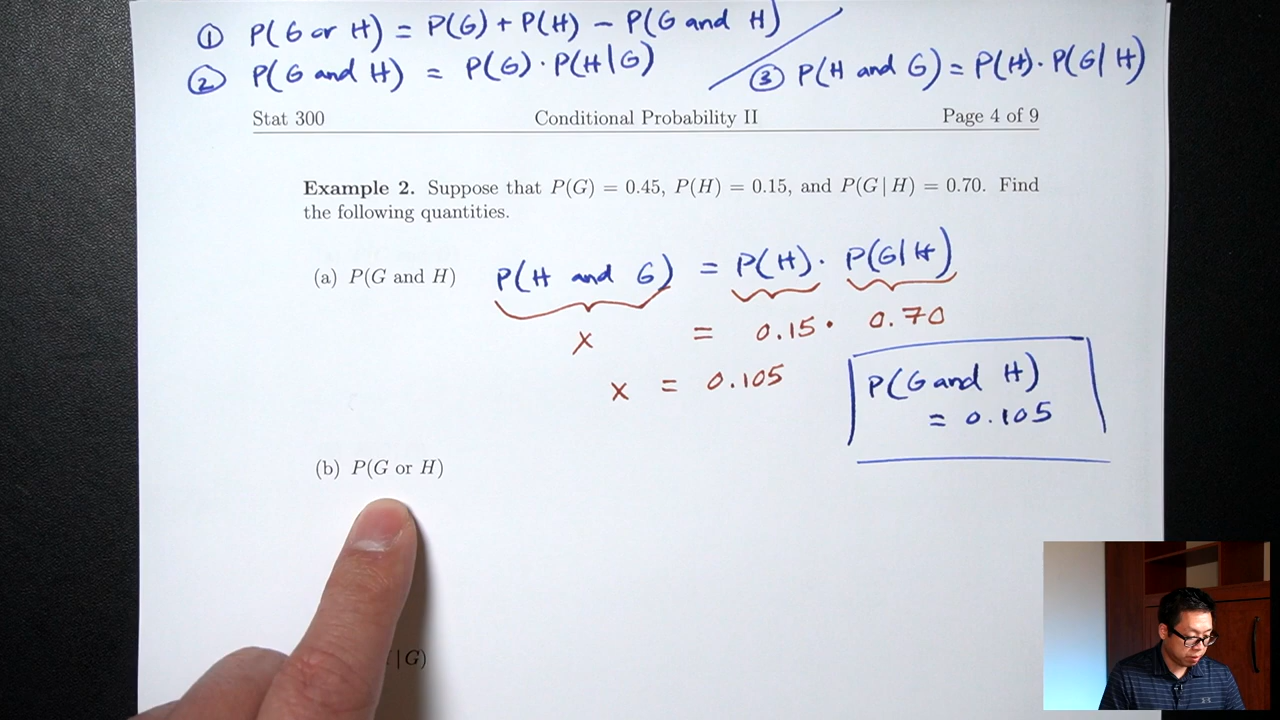 ① P(G or H) = P(G) + P(H) − P(G and H)
② P(G and H) = P(G) · P(H|G)
③ P(H and G) = P(H) · P(G|H)
Stat 300 Conditional Probability II Page 4 of 9
Example 2. Suppose that P(G) = 0.45, P(H) = 0.15, and P(G | H) = 0.70. Find
the following quantities.
(a) P(G and H) P(H and G) = P(H) · P(G|H)
x = 0.15 · 0.70
x = 0.105
P(G and H)
= 0.105
(b) P(G or H)
| G)